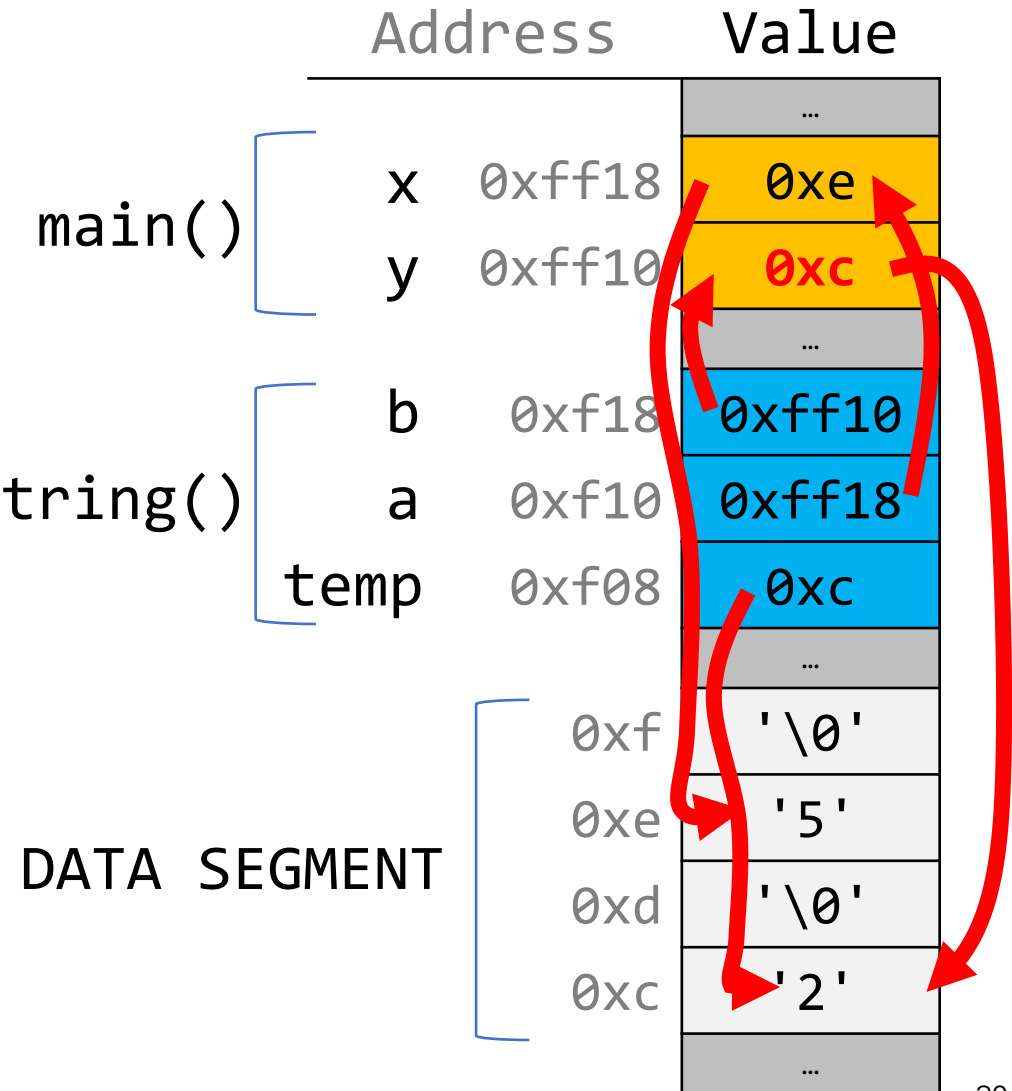 Address Value
…
x 0xff18 0xe
main()
y 0xff10 0xc
…
b 0xf18 0xff10
tring() a 0xf10 0xff18
temp 0xf08 0xc
…
0xf '\0'
0xe '5'
DATA SEGMENT
0xd '\0'
0xc '2'
…